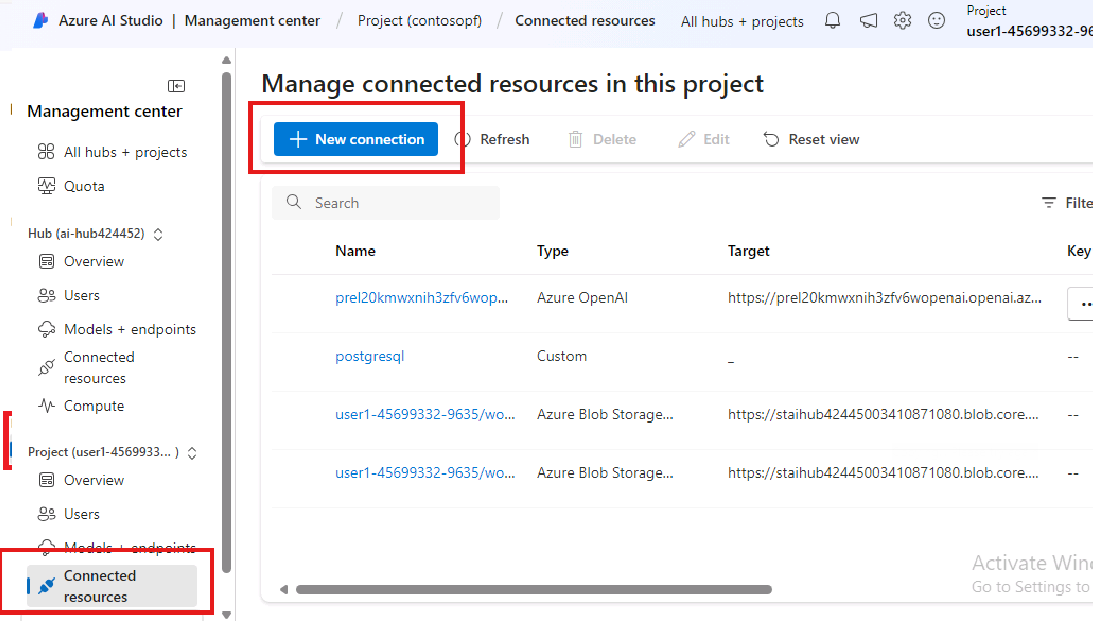 Azure AI Studio | Management center / Project (contosopf) / Connected resources All hubs + projects
Project
user1-45699332-96
Management center
All hubs + projects
Quota
Hub (ai-hub424452)
Overview
Users
Models + endpoints
Connected
resources
Compute
Project (user1-4569933... )
Overview
Users
Models + endpoints
Connected
resources
Manage connected resources in this project
New connection Refresh Delete Edit Reset view
Search
Filte
Name Type Target Key
prel20kmwxnih3zfv6wop... Azure OpenAI https://prel20kmwxnih3zfv6wopenai.openai.az... ...
postgresql Custom _ --
user1-45699332-9635/wo... Azure Blob Storage... https://staihub42445003410871080.blob.core.... --
user1-45699332-9635/wo... Azure Blob Storage... https://staihub42445003410871080.blob.core.... --
Activate Win
Go to Settings to